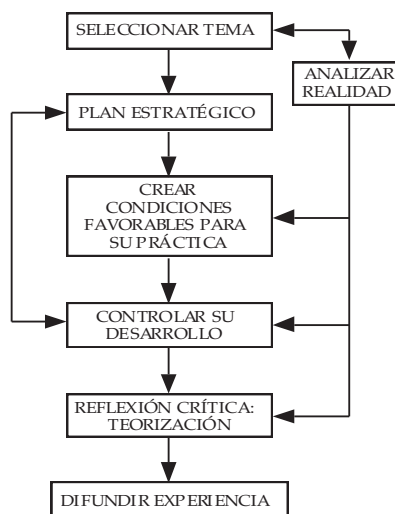 SELECCIONAR TEMA
ANALIZAR
REALIDAD
PLAN ESTRATÉGICO
CREAR
CONDICIONES
FAVORABLES PARA
SU PRÁCTICA
CONTROLAR SU
DESARROLLO
REFLEXIÓN CRÍTICA:
TEORIZACIÓN
DIFUNDIR EXPERIENCIA